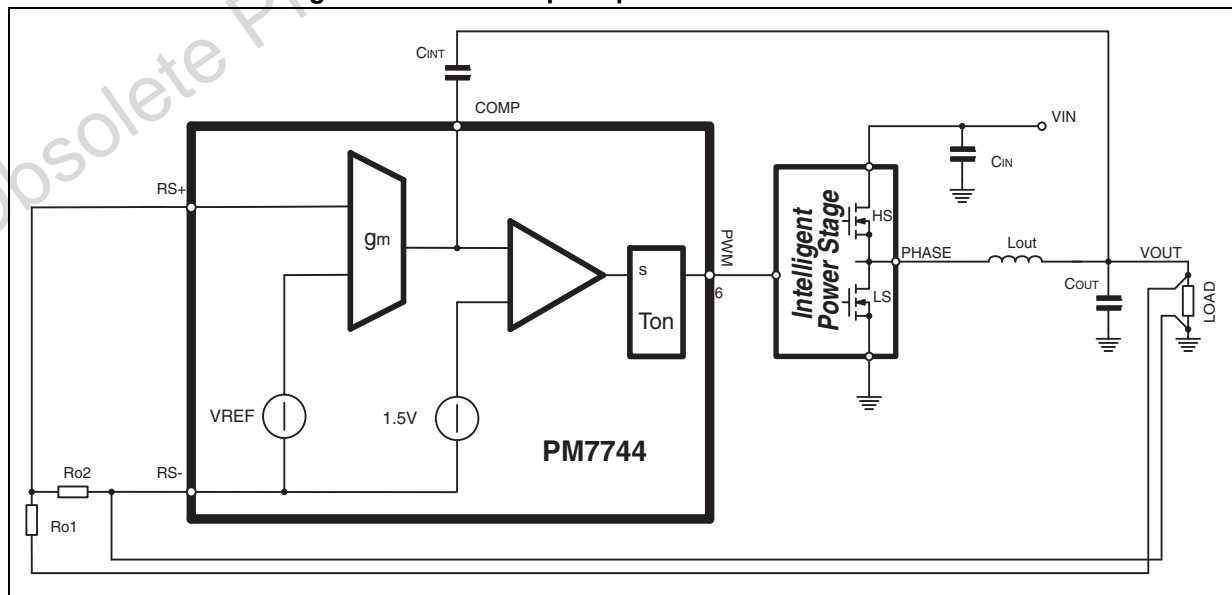 Obsolete Pr
CINT
COMP
VIN
CIN
RS+
gm
PWM
6
s
Ton
Intelligent
Power Stage
HS
LS
PHASE
Lout
VOUT
COUT
LOAD
VREF
1.5V
PM7744
RS-
Ro2
Ro1